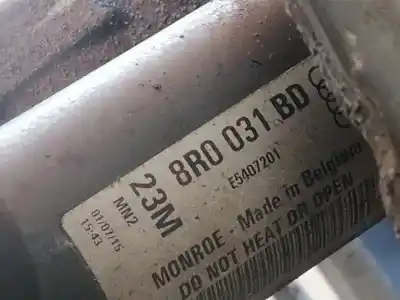 23M 8R0 031 BD
MN2 E5407201
01/07/15
15:43
MONROE - Made in Belgium
DO NOT HEAT OR OPEN